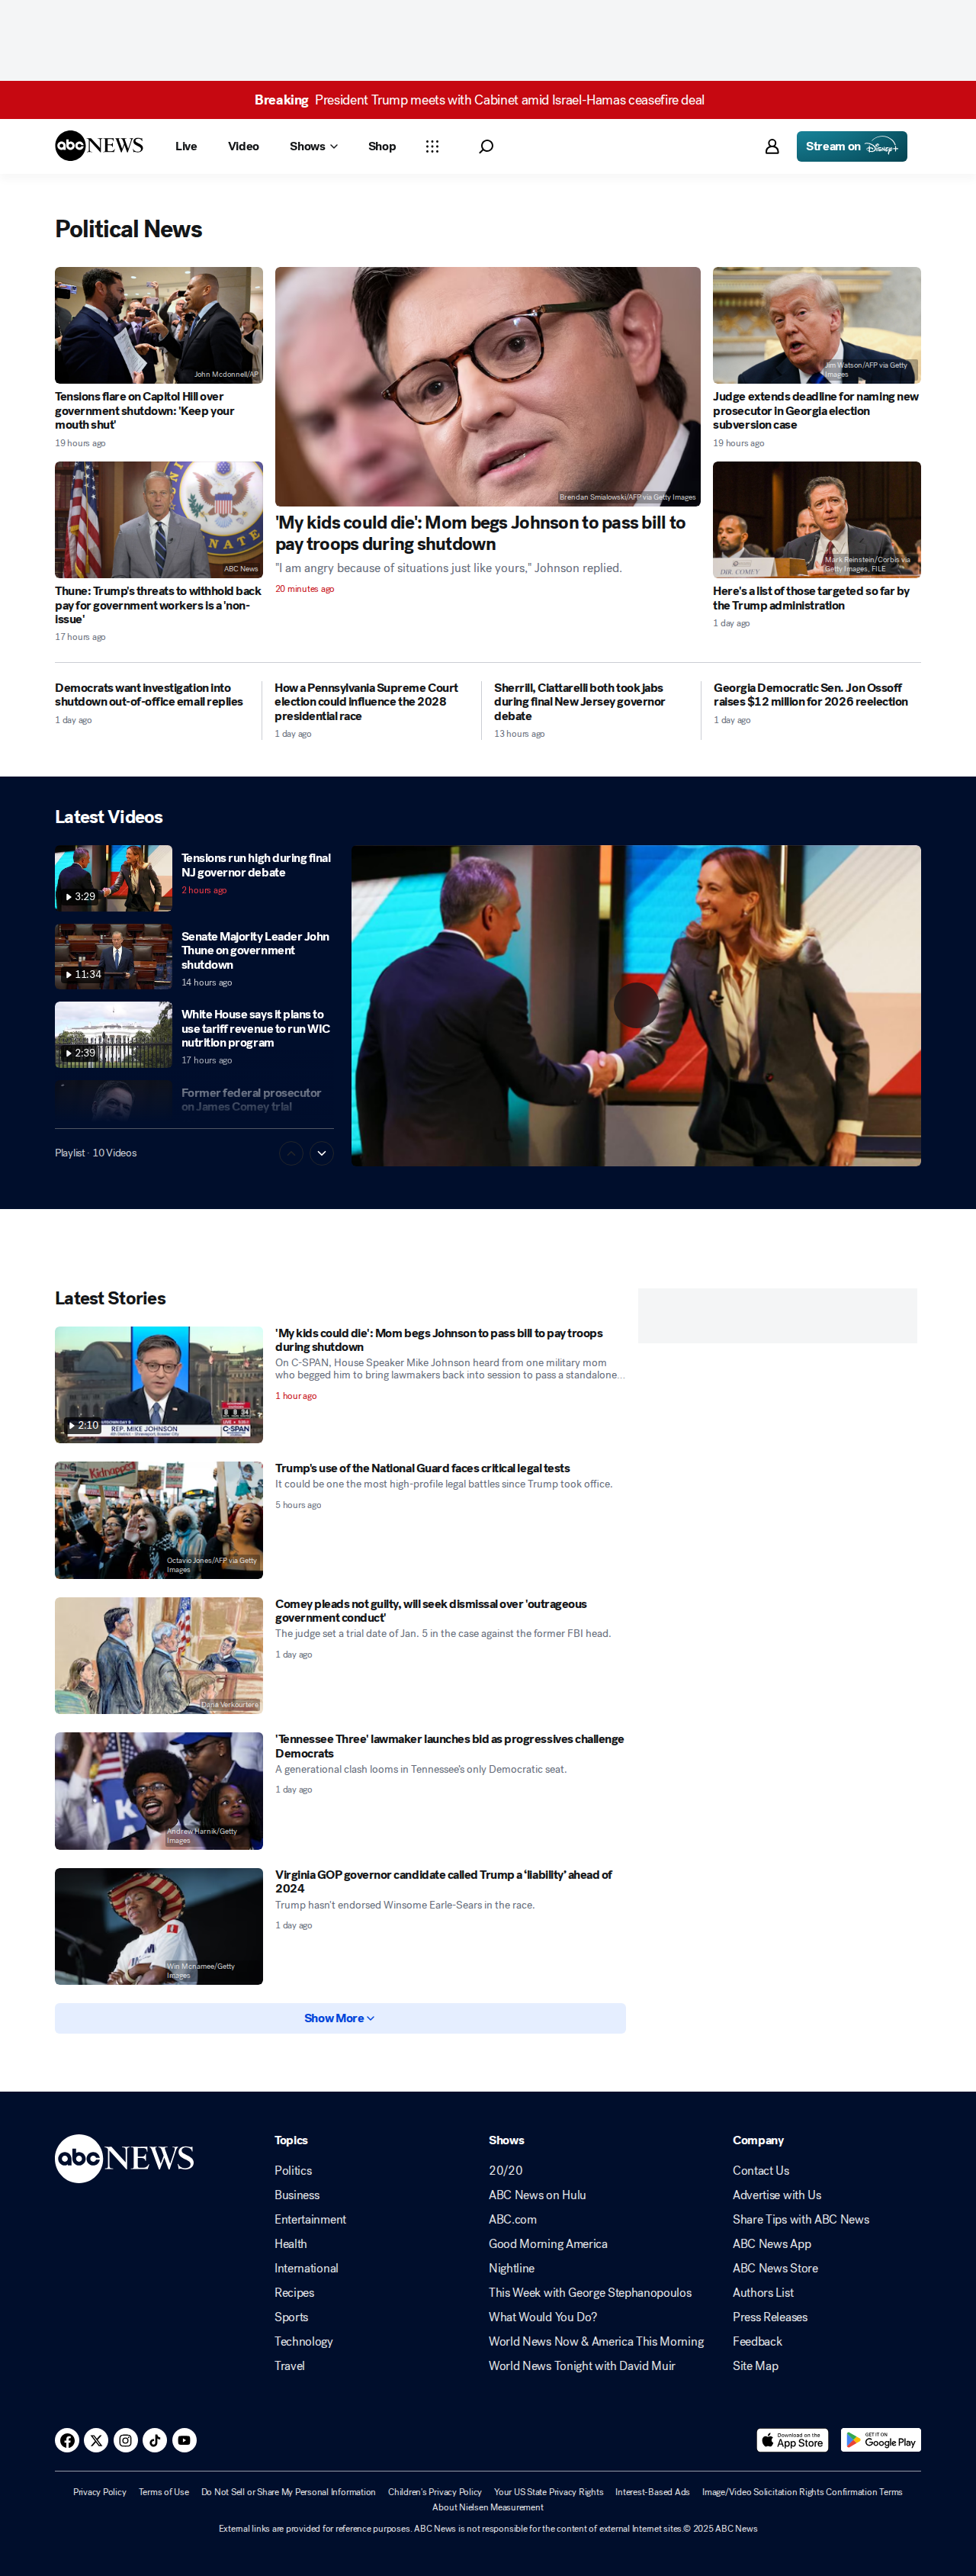 Breaking President Trump meets with Cabinet amid Israel-Hamas ceasefire deal
abc NEWS
Live
Video
Shows
Shop
Stream on Disney+
Political News
John Mcdonnell/AP
Tensions flare on Capitol Hill over
government shutdown: 'Keep your
mouth shut'
19 hours ago
ABC News
Thune: Trump's threats to withhold back
pay for government workers is a 'non-
issue'
17 hours ago
Brendan Smialowski/AFP via Getty Images
'My kids could die': Mom begs Johnson to pass bill to
pay troops during shutdown
"I am angry because of situations just like yours," Johnson replied.
20 minutes ago
Jim Watson/AFP via Getty
Images
Judge extends deadline for naming new
prosecutor in Georgia election
subversion case
19 hours ago
Mark Reinstein/Corbis via
Getty Images, FILE
Here's a list of those targeted so far by
the Trump administration
1 day ago
Democrats want investigation into
shutdown out-of-office email replies
1 day ago
How a Pennsylvania Supreme Court
election could influence the 2028
presidential race
1 day ago
Sherrill, Ciattarelli both took jabs
during final New Jersey governor
debate
13 hours ago
Georgia Democratic Sen. Jon Ossoff
raises $12 million for 2026 reelection
1 day ago
Latest Videos
3:29
Tensions run high during final
NJ governor debate
2 hours ago
11:34
Senate Majority Leader John
Thune on government
shutdown
14 hours ago
2:39
White House says it plans to
use tariff revenue to run WIC
nutrition program
17 hours ago
Former federal prosecutor
on James Comey trial
Playlist · 10 Videos
Latest Stories
REP. MIKE JOHNSON
C-SPAN
2:10
'My kids could die': Mom begs Johnson to pass bill to pay troops
during shutdown
On C-SPAN, House Speaker Mike Johnson heard from one military mom
who begged him to bring lawmakers back into session to pass a standalone...
1 hour ago
Kidnapped
Octavio Jones/AFP via Getty
Images
Trump's use of the National Guard faces critical legal tests
It could be one the most high-profile legal battles since Trump took office.
5 hours ago
Dana Verkouteren
Comey pleads not guilty, will seek dismissal over 'outrageous
government conduct'
The judge set a trial date of Jan. 5 in the case against the former FBI head.
1 day ago
Andrew Harnik/Getty
Images
'Tennessee Three' lawmaker launches bid as progressives challenge
Democrats
A generational clash looms in Tennessee's only Democratic seat.
1 day ago
Win Mcnamee/Getty
Images
Virginia GOP governor candidate called Trump a ‘liability’ ahead of
2024
Trump hasn't endorsed Winsome Earle-Sears in the race.
1 day ago
Show More
abc NEWS
Topics
Politics
Business
Entertainment
Health
International
Recipes
Sports
Technology
Travel
Shows
20/20
ABC News on Hulu
ABC.com
Good Morning America
Nightline
This Week with George Stephanopoulos
What Would You Do?
World News Now & America This Morning
World News Tonight with David Muir
Company
Contact Us
Advertise with Us
Share Tips with ABC News
ABC News App
ABC News Store
Authors List
Press Releases
Feedback
Site Map
Download on the
App Store
GET IT ON
Google Play
Privacy Policy Terms of Use Do Not Sell or Share My Personal Information Children's Privacy Policy Your US State Privacy Rights Interest-Based Ads Image/Video Solicitation Rights Confirmation Terms
About Nielsen Measurement
External links are provided for reference purposes. ABC News is not responsible for the content of external Internet sites.© 2025 ABC News